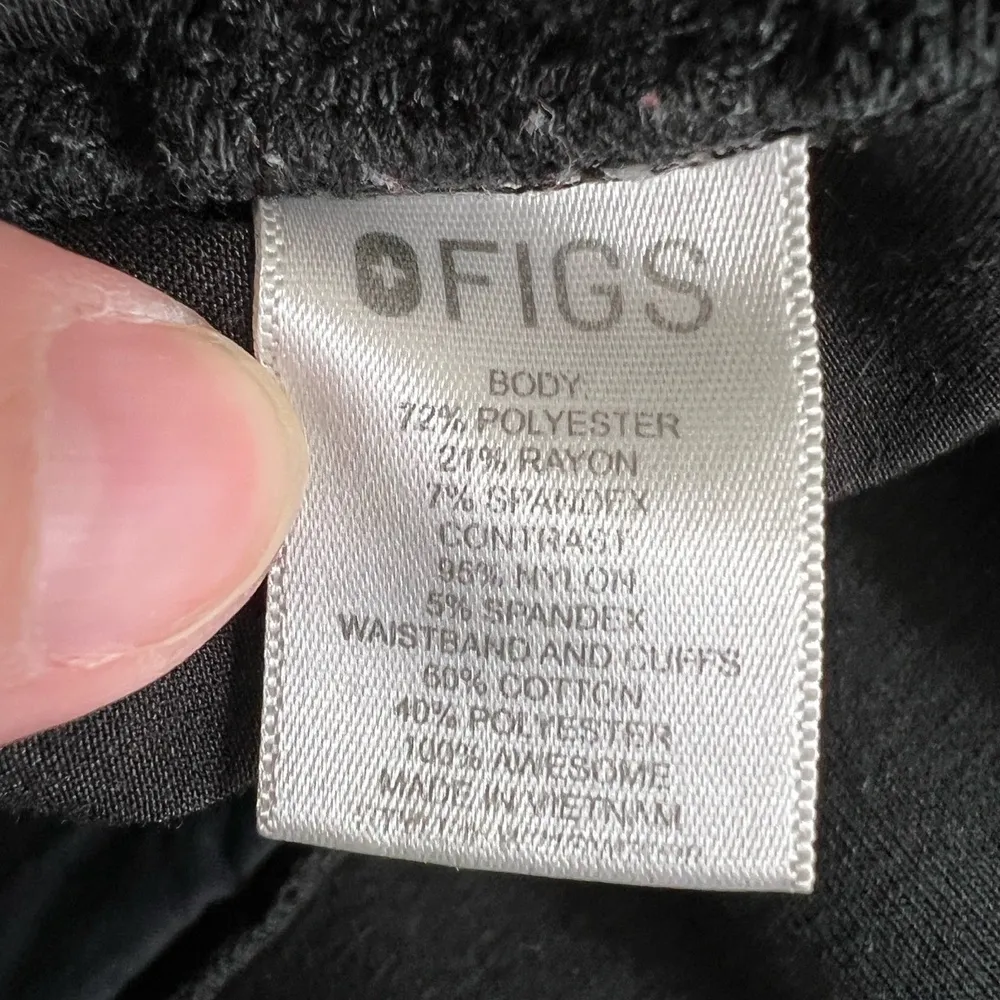 FIGS
BODY:
72% POLYESTER
21% RAYON
7% SPANDEX
CONTRAST
95% NYLON
5% SPANDEX
WAISTBAND AND CUFFS
60% COTTON
40% POLYESTER
100% AWESOME
MADE IN VIETNAM